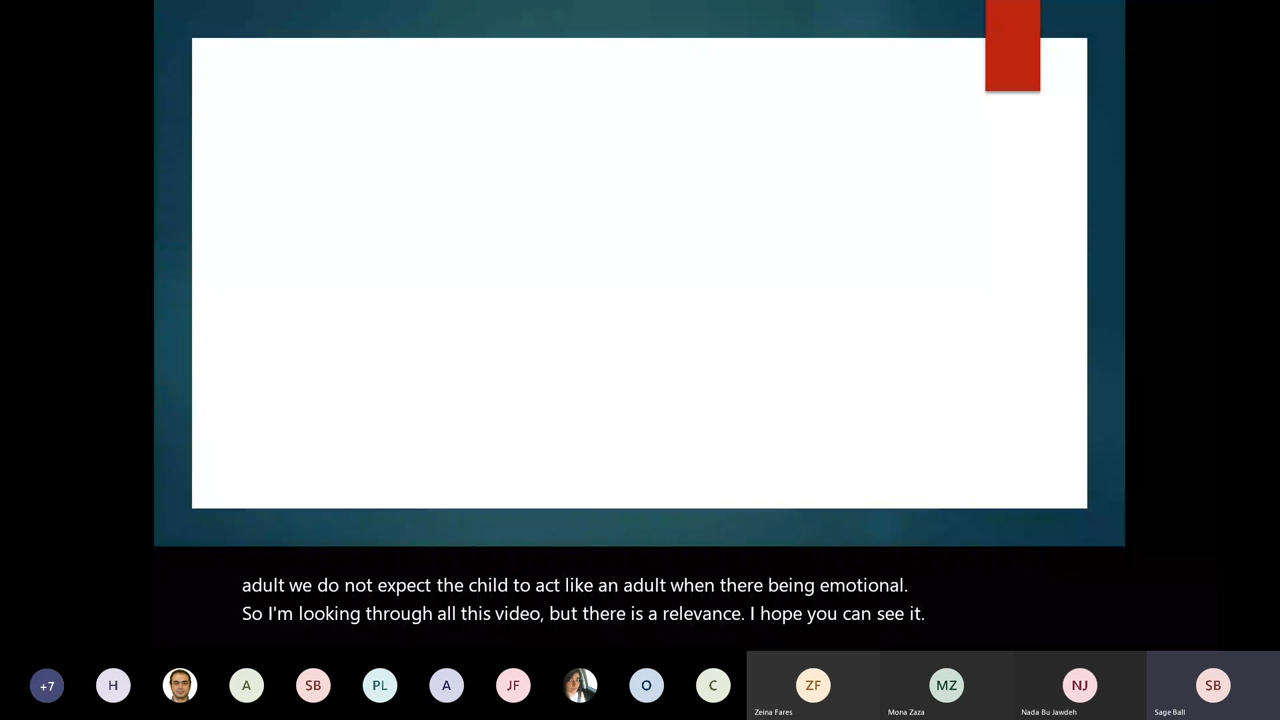 adult we do not expect the child to act like an adult when there being emotional.
So I'm looking through all this video, but there is a relevance. I hope you can see it.
+7
H
A
SB
PL
A
JF
O
C
ZF
Zeina Fares
MZ
Mona Zaza
NJ
Nada Bu Jawdeh
SB
Sage Ball